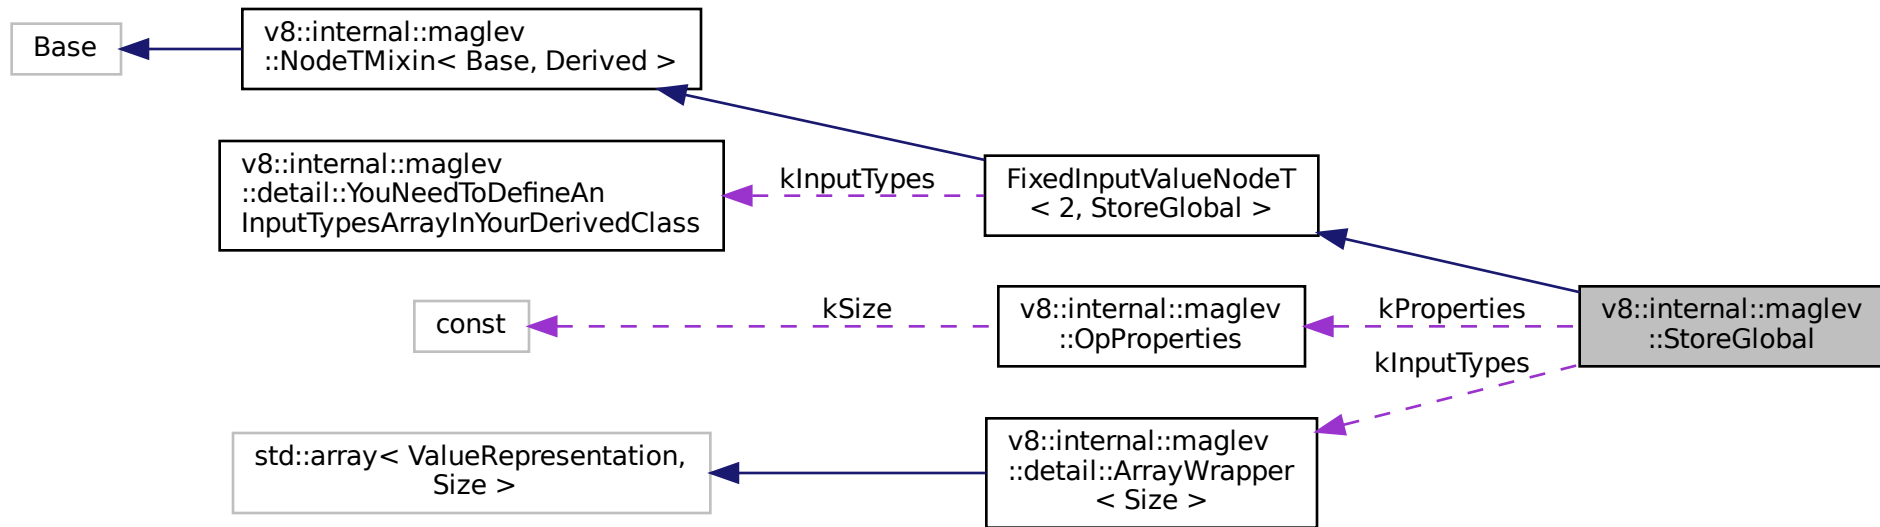 Base
v8::internal::maglev
::NodeTMixin< Base, Derived >
v8::internal::maglev
::detail::YouNeedToDefineAn
InputTypesArrayInYourDerivedClass
kInputTypes
FixedInputValueNodeT
< 2, StoreGlobal >
const
kSize
v8::internal::maglev
::OpProperties
kProperties
v8::internal::maglev
::StoreGlobal
kInputTypes
std::array< ValueRepresentation,
Size >
v8::internal::maglev
::detail::ArrayWrapper
< Size >